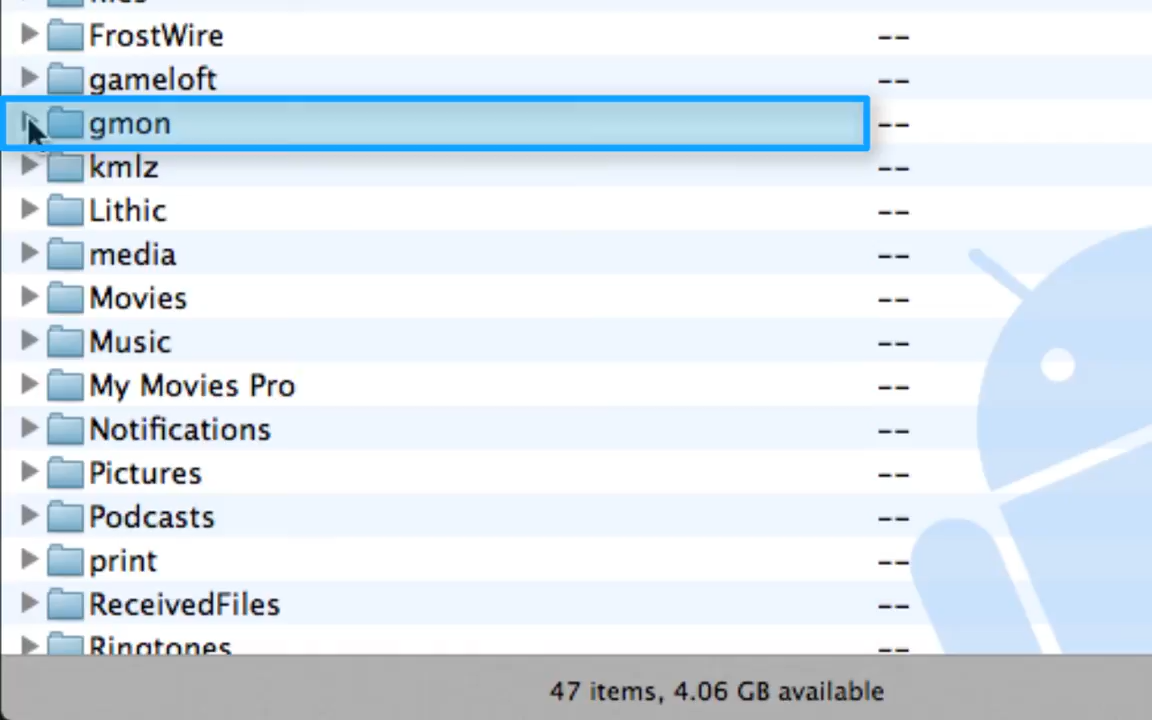 FrostWire --
gameloft --
gmon --
kmlz --
Lithic --
media --
Movies --
Music --
My Movies Pro --
Notifications --
Pictures --
Podcasts --
print --
ReceivedFiles --
Ringtones
47 items, 4.06 GB available